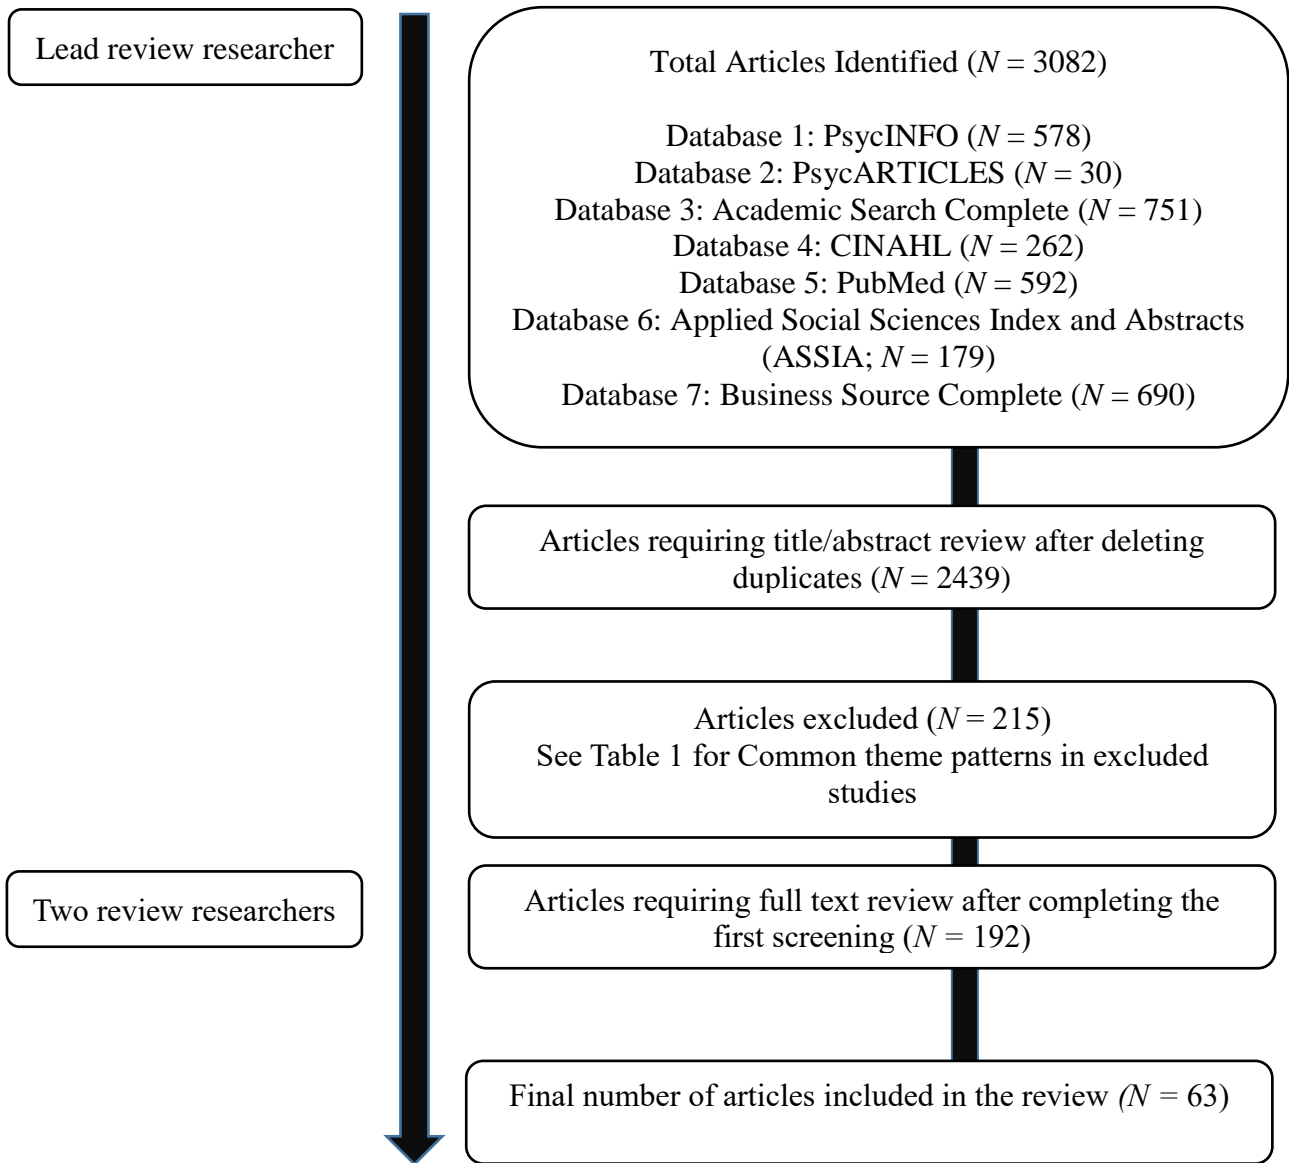 Lead review researcher
Total Articles Identified (N = 3082)
Database 1: PsycINFO (N = 578)
Database 2: PsycARTICLES (N = 30)
Database 3: Academic Search Complete (N = 751)
Database 4: CINAHL (N = 262)
Database 5: PubMed (N = 592)
Database 6: Applied Social Sciences Index and Abstracts
(ASSIA; N = 179)
Database 7: Business Source Complete (N = 690)
Articles requiring title/abstract review after deleting
duplicates (N = 2439)
Articles excluded (N = 215)
See Table 1 for Common theme patterns in excluded
studies
Two review researchers
Articles requiring full text review after completing the
first screening (N = 192)
Final number of articles included in the review (N = 63)